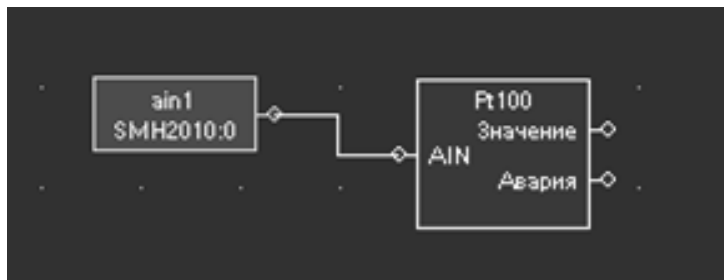 ain1
SMH2010:0
Pt100
Значение
AIN
Авария